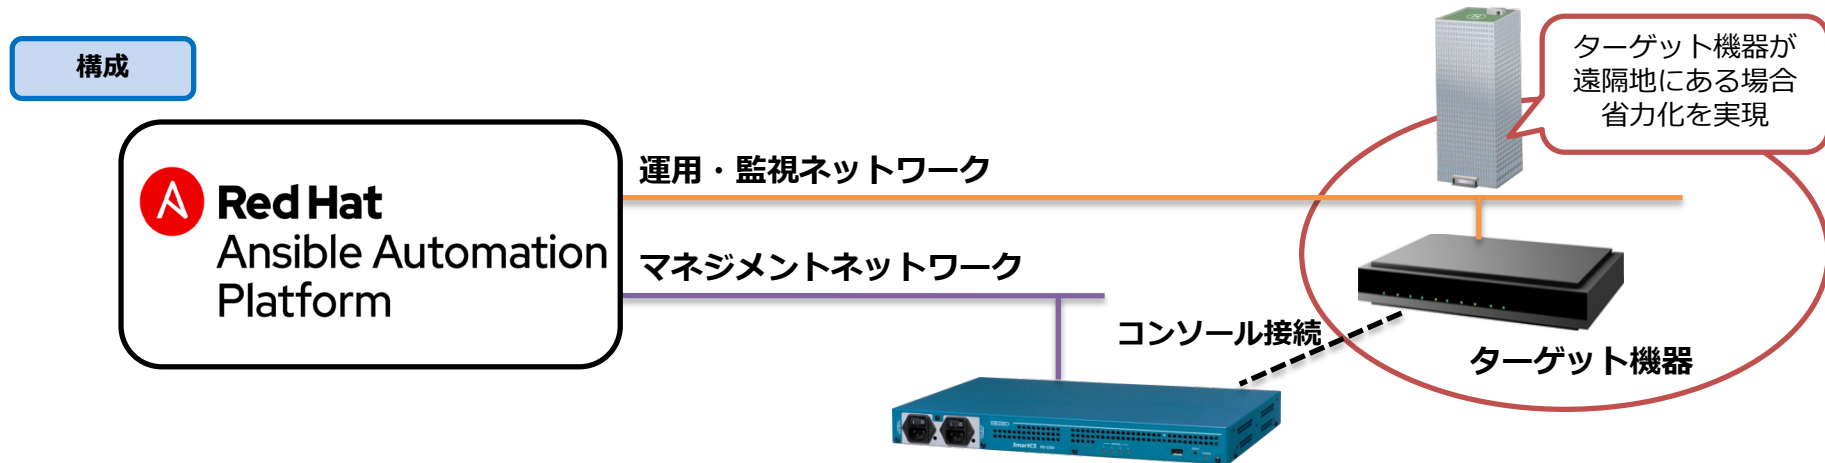 構成
ターゲット機器が
遠隔地にある場合
省力化を実現
運用・監視ネットワーク
Red Hat
Ansible Automation
Platform
マネジメントネットワーク
コンソール接続
ターゲット機器
SEIKO
SmartCS